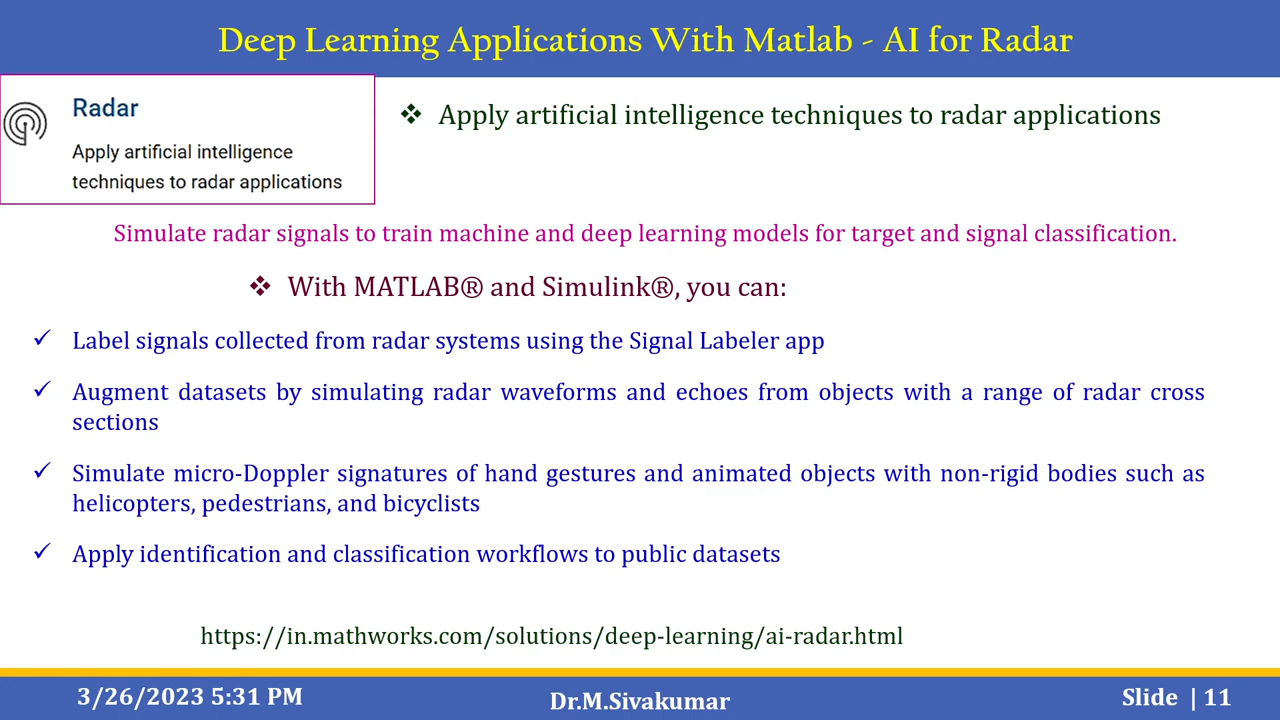 Deep Learning Applications With Matlab - AI for Radar
Radar
Apply artificial intelligence
techniques to radar applications
❖ Apply artificial intelligence techniques to radar applications
Simulate radar signals to train machine and deep learning models for target and signal classification.
❖ With MATLAB® and Simulink®, you can:
✓ Label signals collected from radar systems using the Signal Labeler app
✓ Augment datasets by simulating radar waveforms and echoes from objects with a range of radar cross
sections
✓ Simulate micro-Doppler signatures of hand gestures and animated objects with non-rigid bodies such as
helicopters, pedestrians, and bicyclists
✓ Apply identification and classification workflows to public datasets
https://in.mathworks.com/solutions/deep-learning/ai-radar.html
3/26/2023 5:31 PM
Dr.M.Sivakumar
Slide | 11